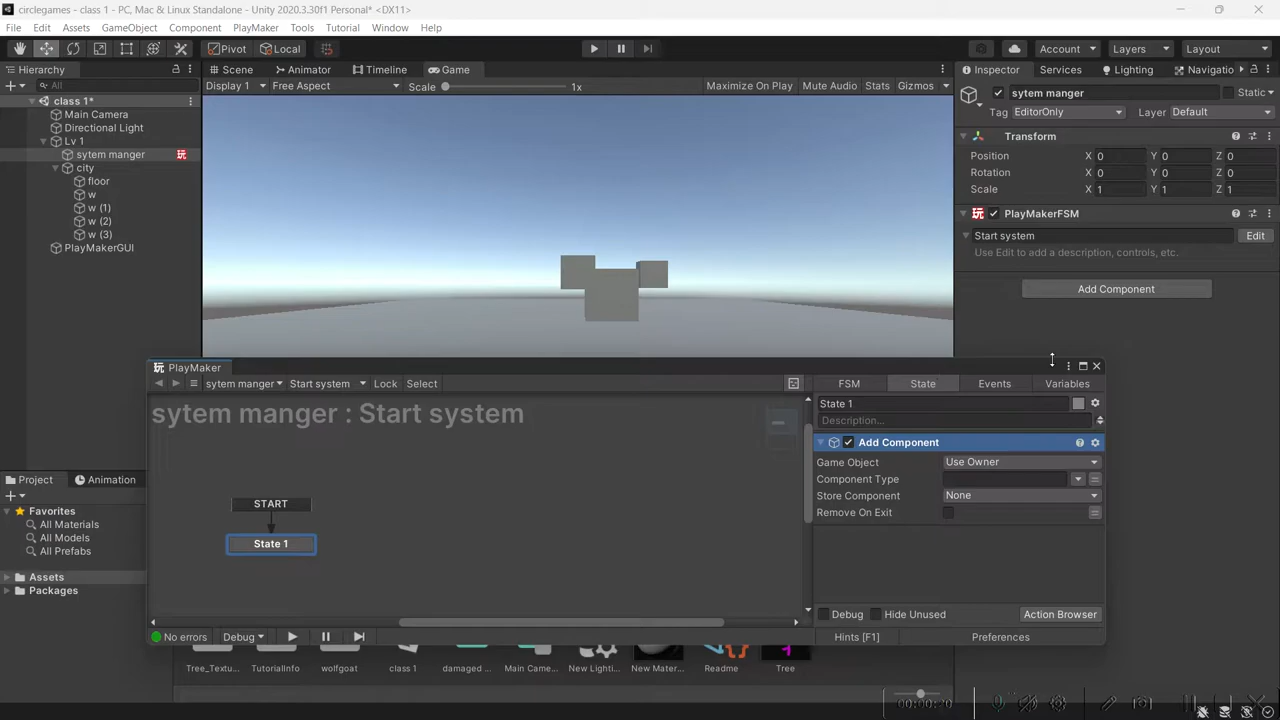 circlegames - class 1 - PC, Mac & Linux Standalone - Unity 2020.3.30f1 Personal* <DX11>
File Edit Assets GameObject Component PlayMaker Tools Tutorial Window Help
Pivot Local Account Layers Layout
Hierarchy Scene Animator Timeline Game Inspector Services Lighting Navigatio
All Display 1 Free Aspect Scale 1x Maximize On Play Mute Audio Stats Gizmos
sytem manger Static
class 1*
Tag EditorOnly Layer Default
Main Camera
Directional Light
Lv 1
Transform
sytem manger
Position X 0 Y 0 Z 0
city
Rotation X 0 Y 0 Z 0
floor
Scale X 1 Y 1 Z 1
w
w (1)
PlayMakerFSM
w (2)
w (3)
Start system Edit
PlayMakerGUI
Use Edit to add a description, controls, etc.
Add Component
PlayMaker
sytem manger Start system Lock Select FSM State Events Variables
sytem manger : Start system
State 1
Description...
Add Component
Game Object Use Owner
Component Type
Store Component None
Remove On Exit
START
State 1
Debug Hide Unused Action Browser
No errors Debug Hints [F1] Preferences
Project Animation
Favorites
All Materials
All Models
All Prefabs
Assets
Packages
Tree_Textu... TutorialInfo wolfgoat class 1 damaged ... Main Came... New Lighti... New Mater... Readme Tree